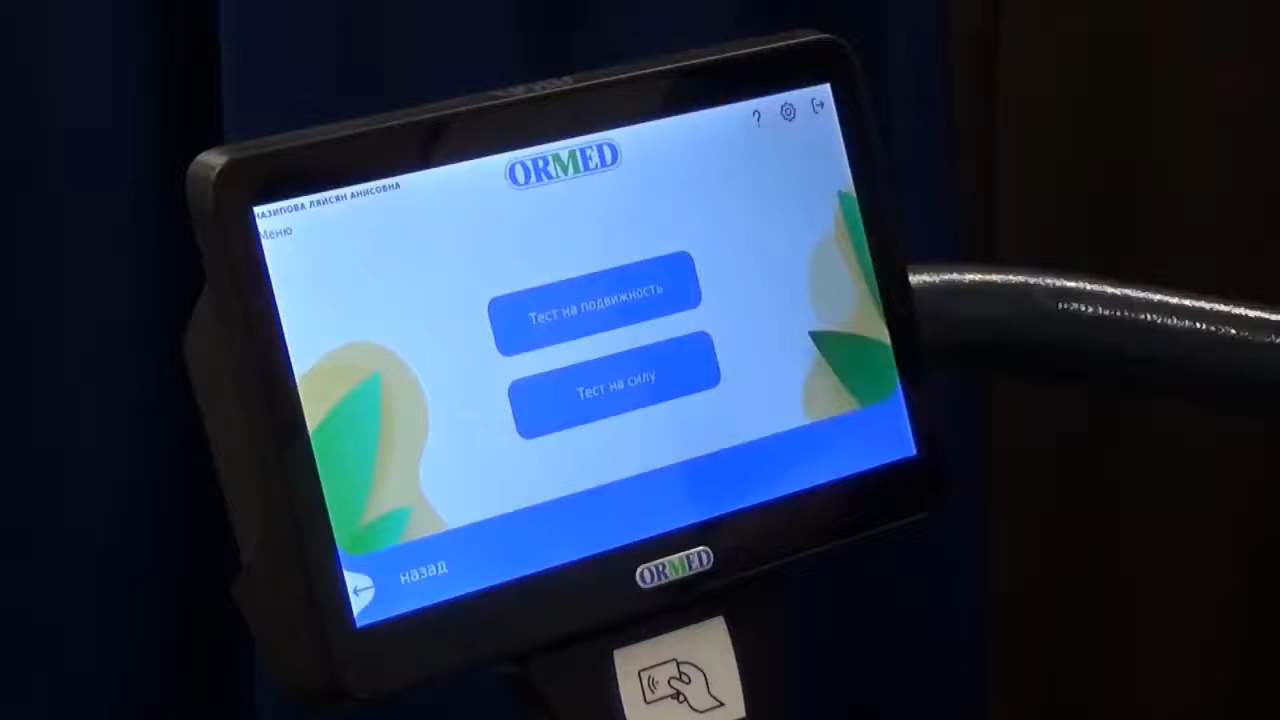 ?
ORMED
НАЗИПОВА ЛЯЙСЯН АНИСОВНА
Меню
Тест на подвижность
Тест на силу
назад
ORMED